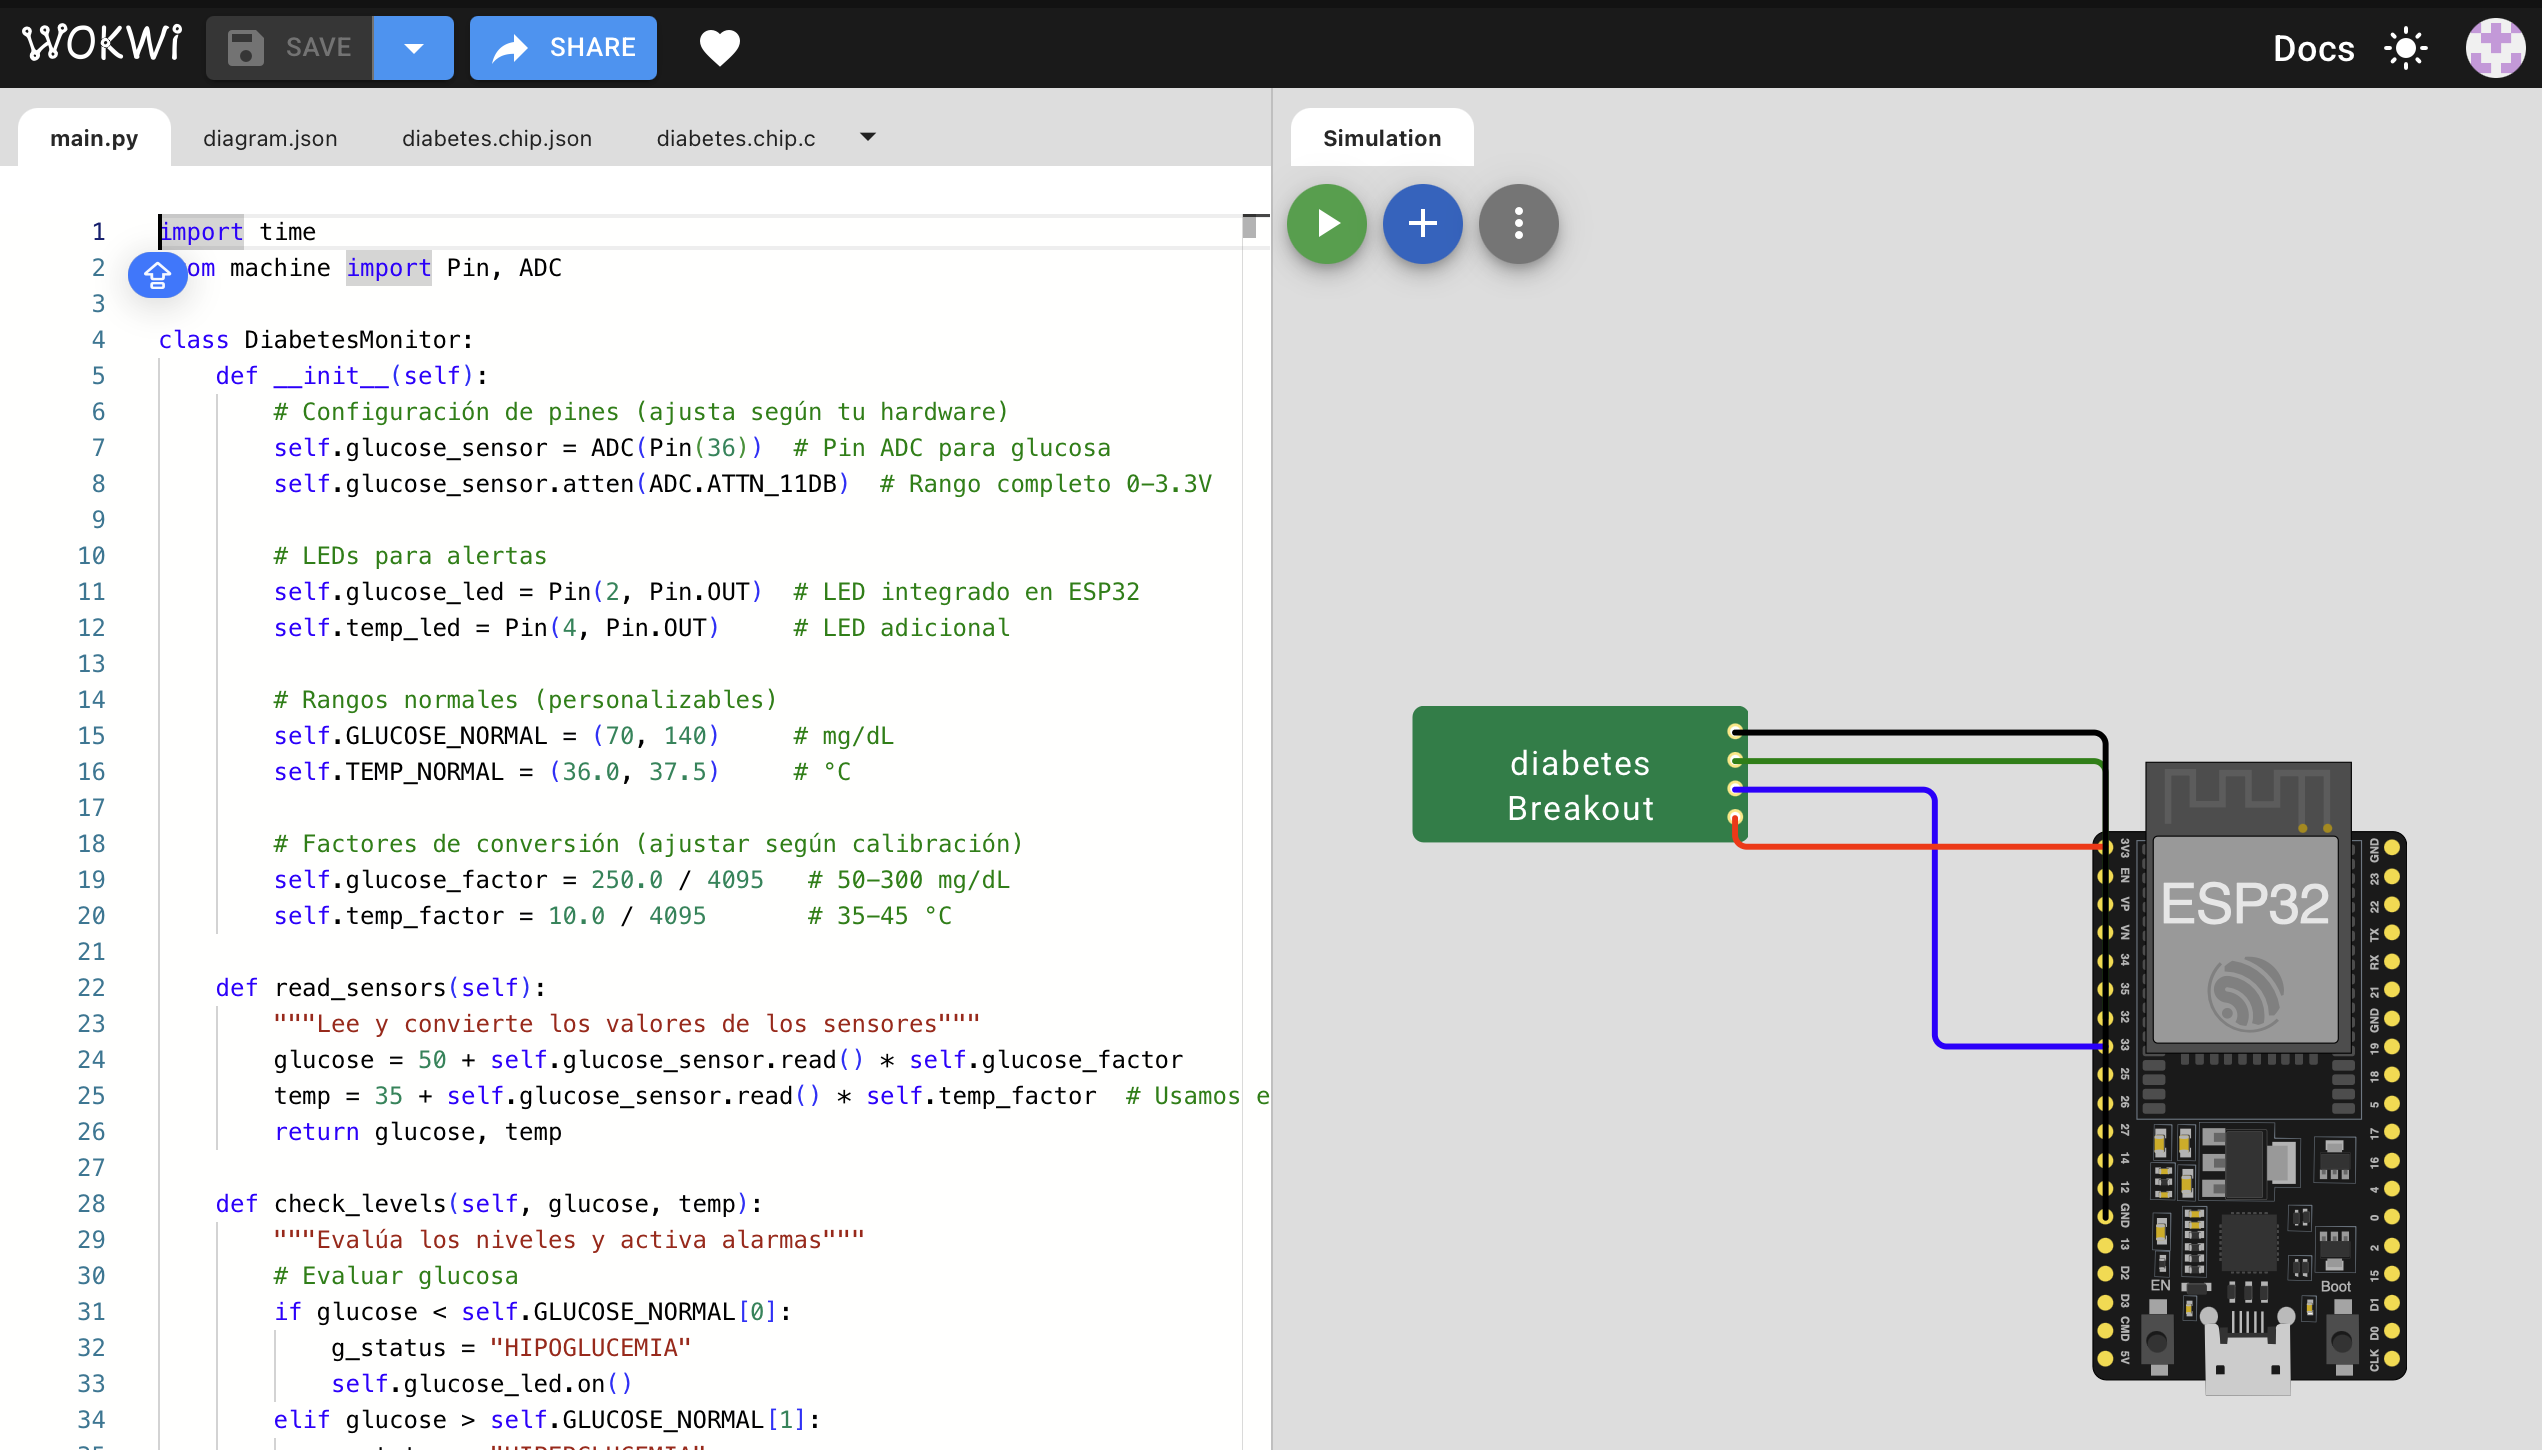 WOKWi SAVE SHARE Docs
main.py diagram.json diabetes.chip.json diabetes.chip.c
Simulation
1 import time
2 om machine import Pin, ADC
3
4 class DiabetesMonitor:
5 def __init__(self):
6 # Configuración de pines (ajusta según tu hardware)
7 self.glucose_sensor = ADC(Pin(36)) # Pin ADC para glucosa
8 self.glucose_sensor.atten(ADC.ATTN_11DB) # Rango completo 0-3.3V
9
10 # LEDs para alertas
11 self.glucose_led = Pin(2, Pin.OUT) # LED integrado en ESP32
12 self.temp_led = Pin(4, Pin.OUT) # LED adicional
13
14 # Rangos normales (personalizables)
15 self.GLUCOSE_NORMAL = (70, 140) # mg/dL
16 self.TEMP_NORMAL = (36.0, 37.5) # °C
17
18 # Factores de conversión (ajustar según calibración)
19 self.glucose_factor = 250.0 / 4095 # 50-300 mg/dL
20 self.temp_factor = 10.0 / 4095 # 35-45 °C
21
22 def read_sensors(self):
23 """Lee y convierte los valores de los sensores"""
24 glucose = 50 + self.glucose_sensor.read() * self.glucose_factor
25 temp = 35 + self.glucose_sensor.read() * self.temp_factor # Usamos e
26 return glucose, temp
27
28 def check_levels(self, glucose, temp):
29 """Evalúa los niveles y activa alarmas"""
30 # Evaluar glucosa
31 if glucose < self.GLUCOSE_NORMAL[0]:
32 g_status = "HIPOGLUCEMIA"
33 self.glucose_led.on()
34 elif glucose > self.GLUCOSE_NORMAL[1]:
diabetes
Breakout
ESP32
3V3
EN
VP
VN
34
35
32
33
25
26
27
14
12
GND
13
D2
D3
CMD
5V
GND
23
22
TX
RX
21
GND
19
18
5
17
16
4
0
2
15
D1
D0
CLK
EN
Boot